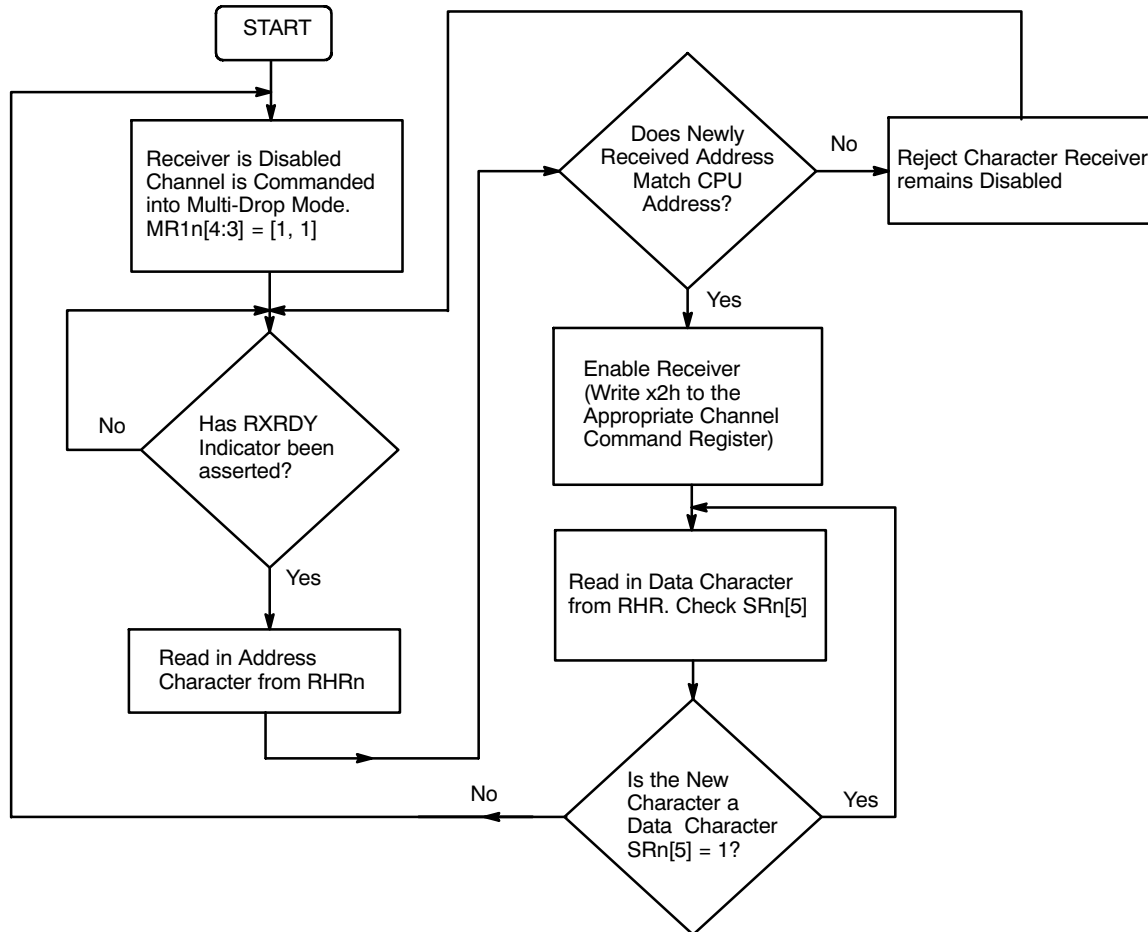 START
Receiver is Disabled
Channel is Commanded
into Multi-Drop Mode.
MR1n[4:3] = [1, 1]
No
Has RXRDY
Indicator been
asserted?
Yes
Read in Address
Character from RHRn
Does Newly
Received Address
Match CPU
Address?
No
Reject Character Receiver
remains Disabled
Yes
Enable Receiver
(Write x2h to the
Appropriate Channel
Command Register)
Read in Data Character
from RHR. Check SRn[5]
Is the New
Character a
Data Character
SRn[5] = 1?
Yes
No